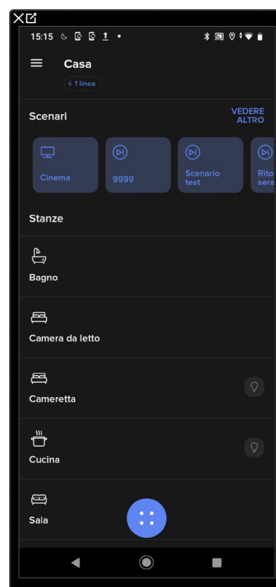 15:15
Casa
1 linea
Scenari
VEDERE
ALTRO
Cinema
gggg
Scenario
test
Rito
sera
Stanze
Bagno
Camera da letto
Cameretta
Cucina
Sala